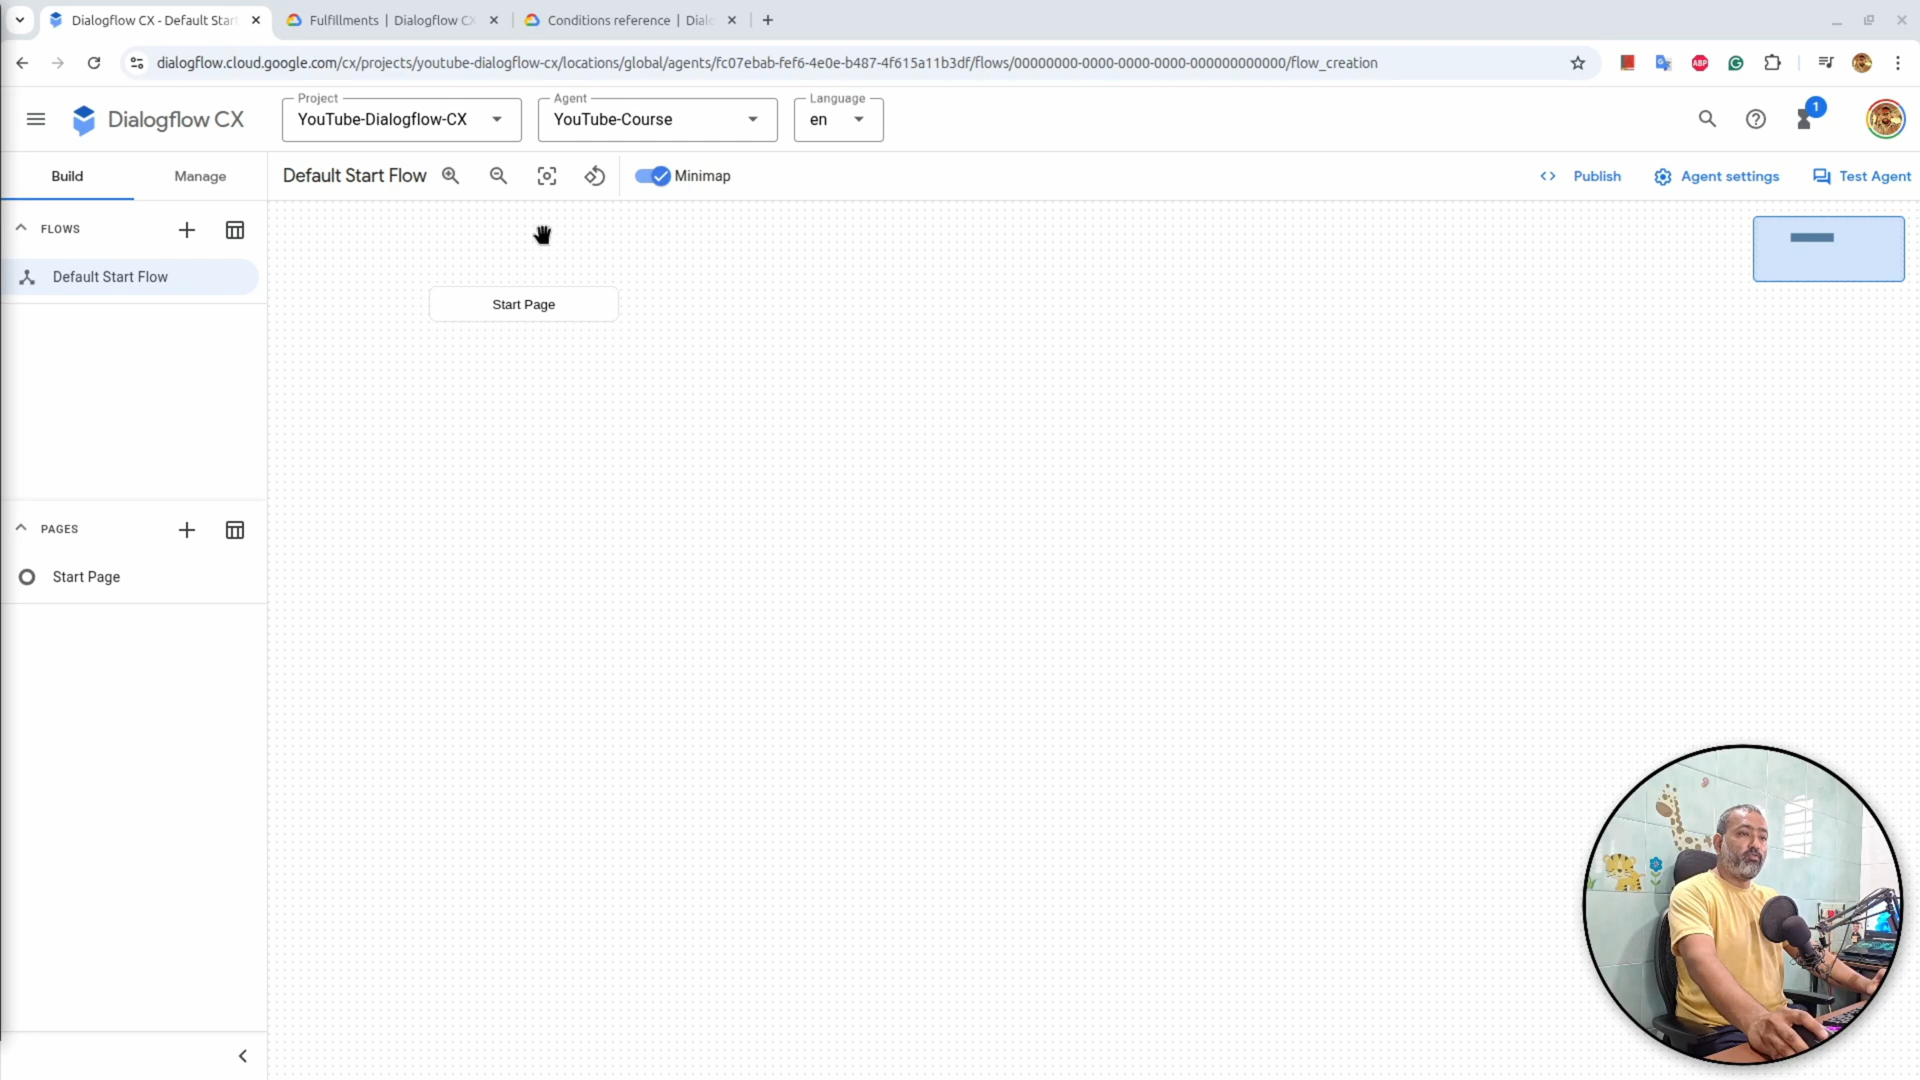 Dialogflow CX - Default Star
Fulfillments | Dialogflow CX
Conditions reference | Dialo
dialogflow.cloud.google.com/cx/projects/youtube-dialogflow-cx/locations/global/agents/fc07ebab-fef6-4e0e-b487-4f615a11b3df/flows/00000000-0000-0000-0000-000000000000/flow_creation
ABP
Dialogflow CX
Project
YouTube-Dialogflow-CX
Agent
YouTube-Course
Language
en
1
Build
Manage
Default Start Flow
Minimap
Publish
Agent settings
Test Agent
FLOWS
Default Start Flow
Start Page
PAGES
Start Page